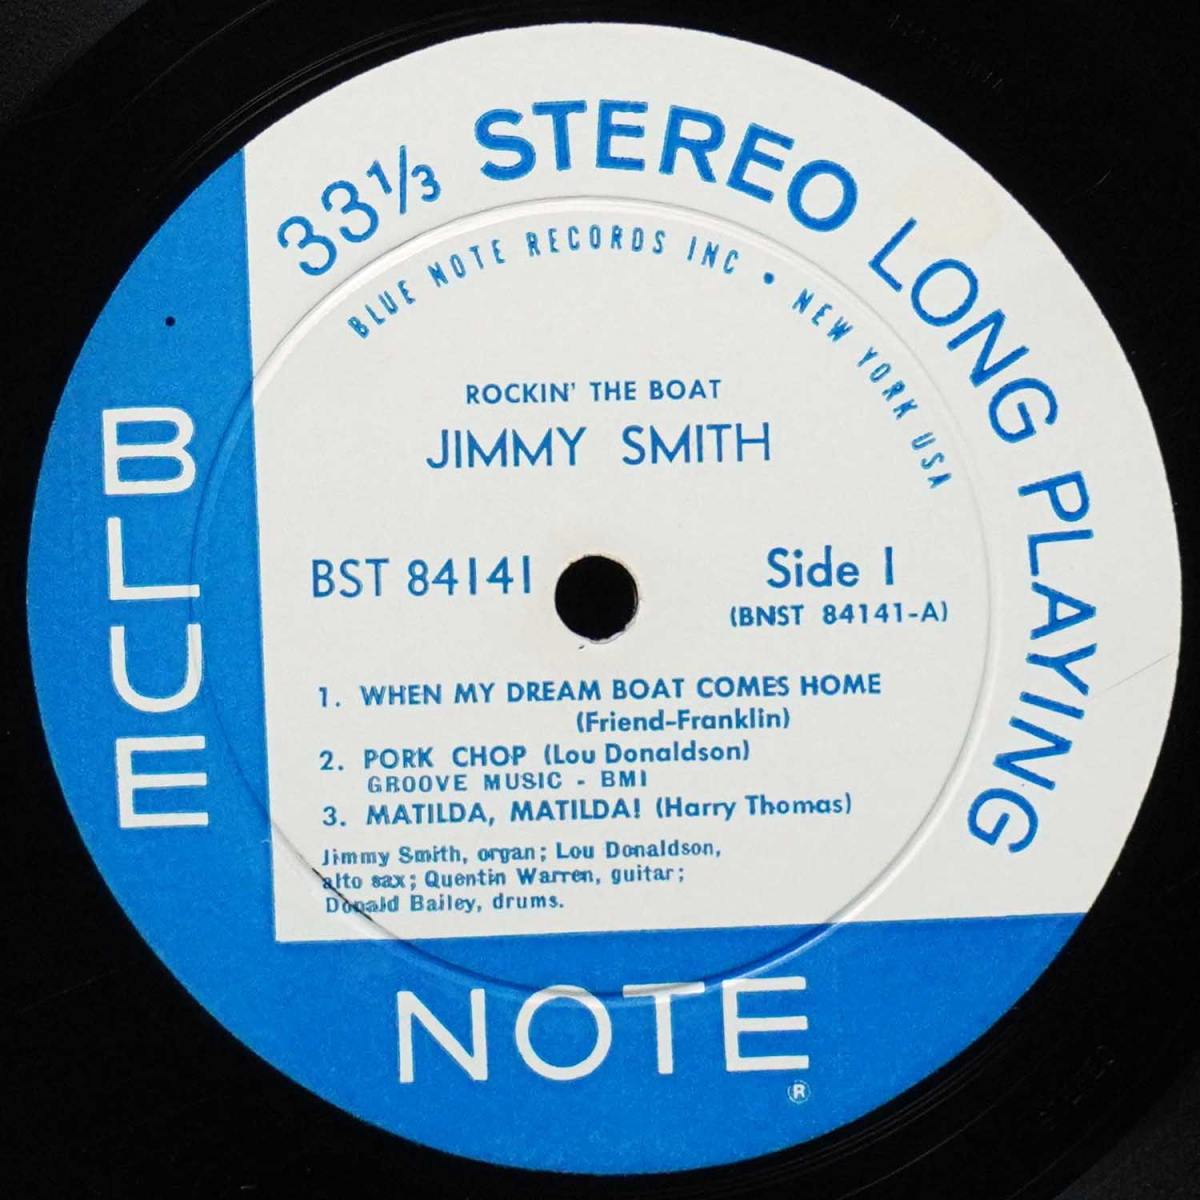 33⅓ STEREO LONG PLAYING
BLUE NOTE RECORDS INC • NEW YORK USA
ROCKIN' THE BOAT
JIMMY SMITH
BST 84141
Side 1
(BNST 84141-A)
1. WHEN MY DREAM BOAT COMES HOME
(Friend-Franklin)
2. PORK CHOP (Lou Donaldson)
GROOVE MUSIC - BMI
3. MATILDA, MATILDA! (Harry Thomas)
Jimmy Smith, organ; Lou Donaldson,
alto sax; Quentin Warren, guitar;
Donald Bailey, drums.
BLUE
NOTE
®